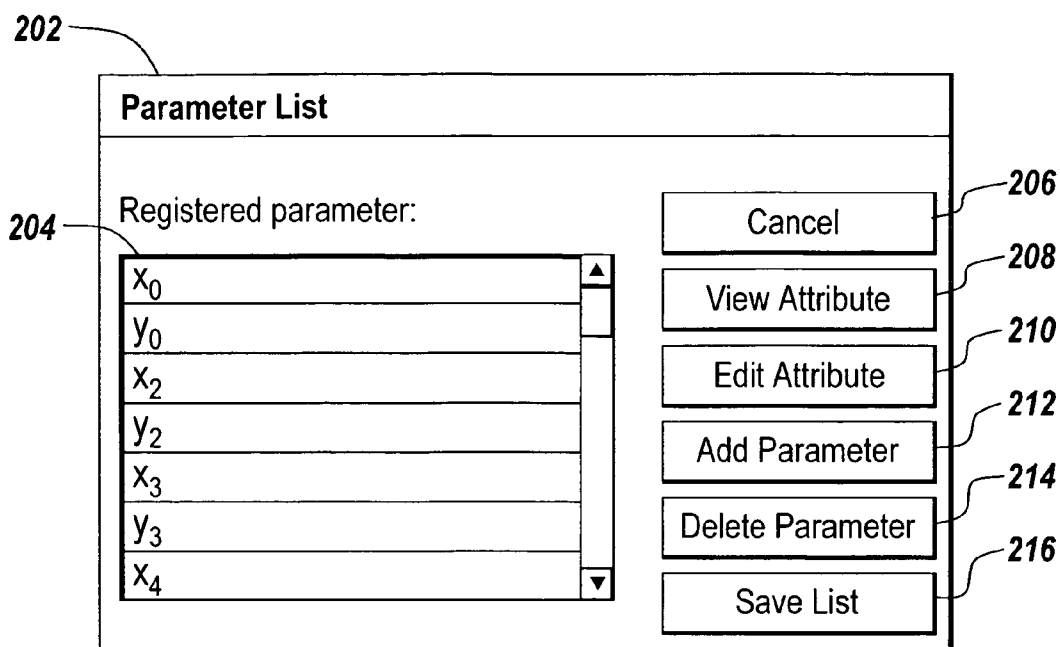 202
Parameter List
Registered parameter:
204
x₀
y₀
x₂
y₂
x₃
y₃
x₄
Cancel
206
View Attribute
208
Edit Attribute
210
Add Parameter
212
Delete Parameter
214
Save List
216